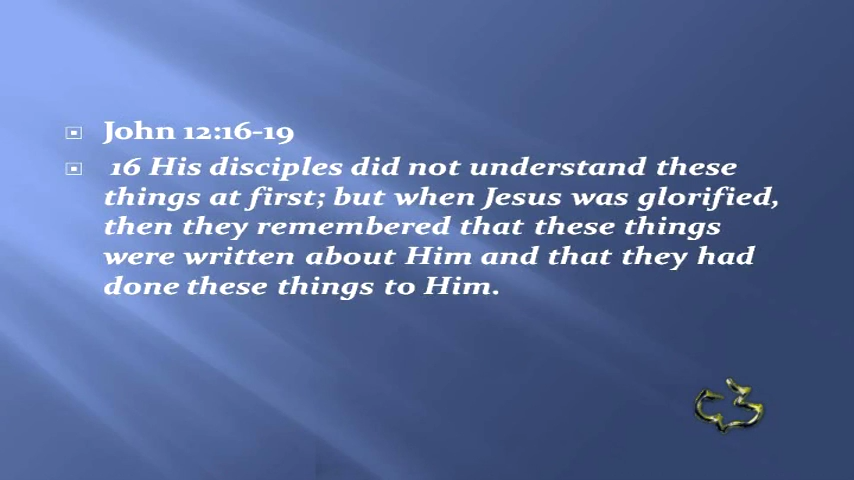 John 12:16-19
16 His disciples did not understand these
things at first; but when Jesus was glorified,
then they remembered that these things
were written about Him and that they had
done these things to Him.